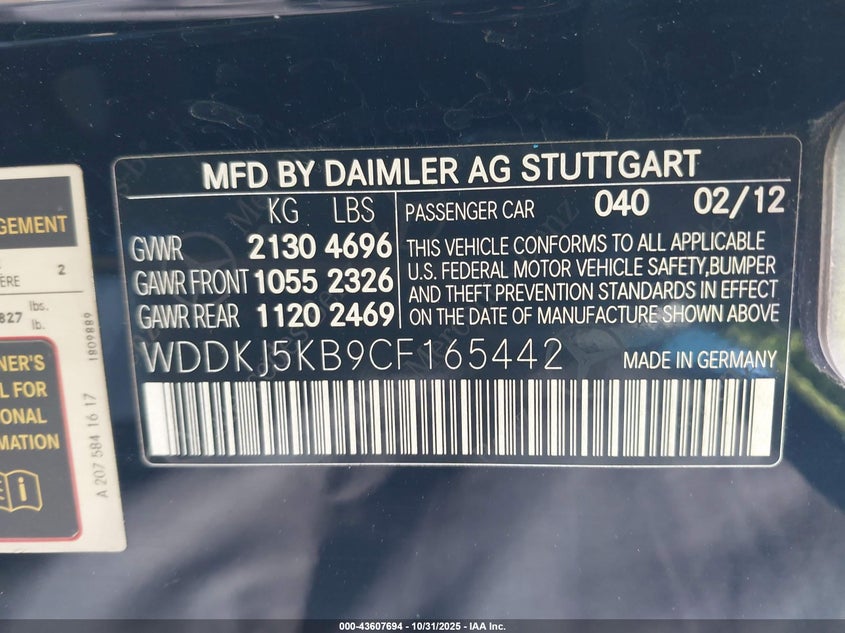 MFD BY DAIMLER AG STUTTGART
KG LBS
GVWR 2130 4696
GAWR FRONT 1055 2326
GAWR REAR 1120 2469
PASSENGER CAR 040 02/12
THIS VEHICLE CONFORMS TO ALL APPLICABLE
U.S. FEDERAL MOTOR VEHICLE SAFETY,BUMPER
AND THEFT PREVENTION STANDARDS IN EFFECT
ON THE DATE OF MANUFACTURE SHOWN ABOVE
WDDKJ5KB9CF165442 MADE IN GERMANY
GEMENT
ERE 2
827 lbs.
lb.
NER'S
L FOR
ONAL
RMATION
i
1809889
A 207 584 16 17
000-43607694 - 10/31/2025 - IAA Inc.